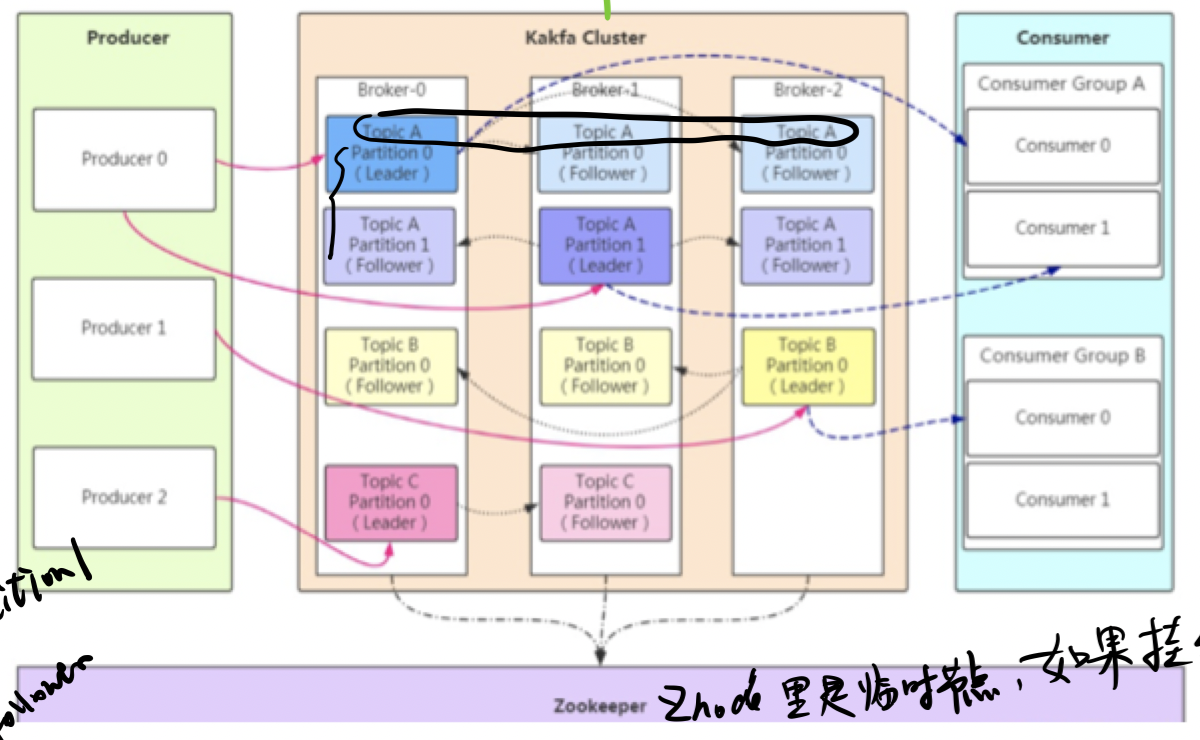 Producer
Kakfa Cluster
Consumer
Broker-0
Broker-1
Broker-2
Consumer Group A
Producer 0
Topic A
Partition 0
( Leader )
Topic A
Partition 0
( Follower )
Topic A
Partition 0
( Follower )
Consumer 0
Topic A
Partition 1
( Follower )
Topic A
Partition 1
( Leader )
Topic A
Partition 1
( Follower )
Consumer 1
Producer 1
Topic B
Partition 0
( Follower )
Topic B
Partition 0
( Follower )
Topic B
Partition 0
( Leader )
Consumer Group B
Consumer 0
Producer 2
Topic C
Partition 0
( Leader )
Topic C
Partition 0
( Follower )
Consumer 1
Zookeeper
Znode 里是临时节点，如果挂